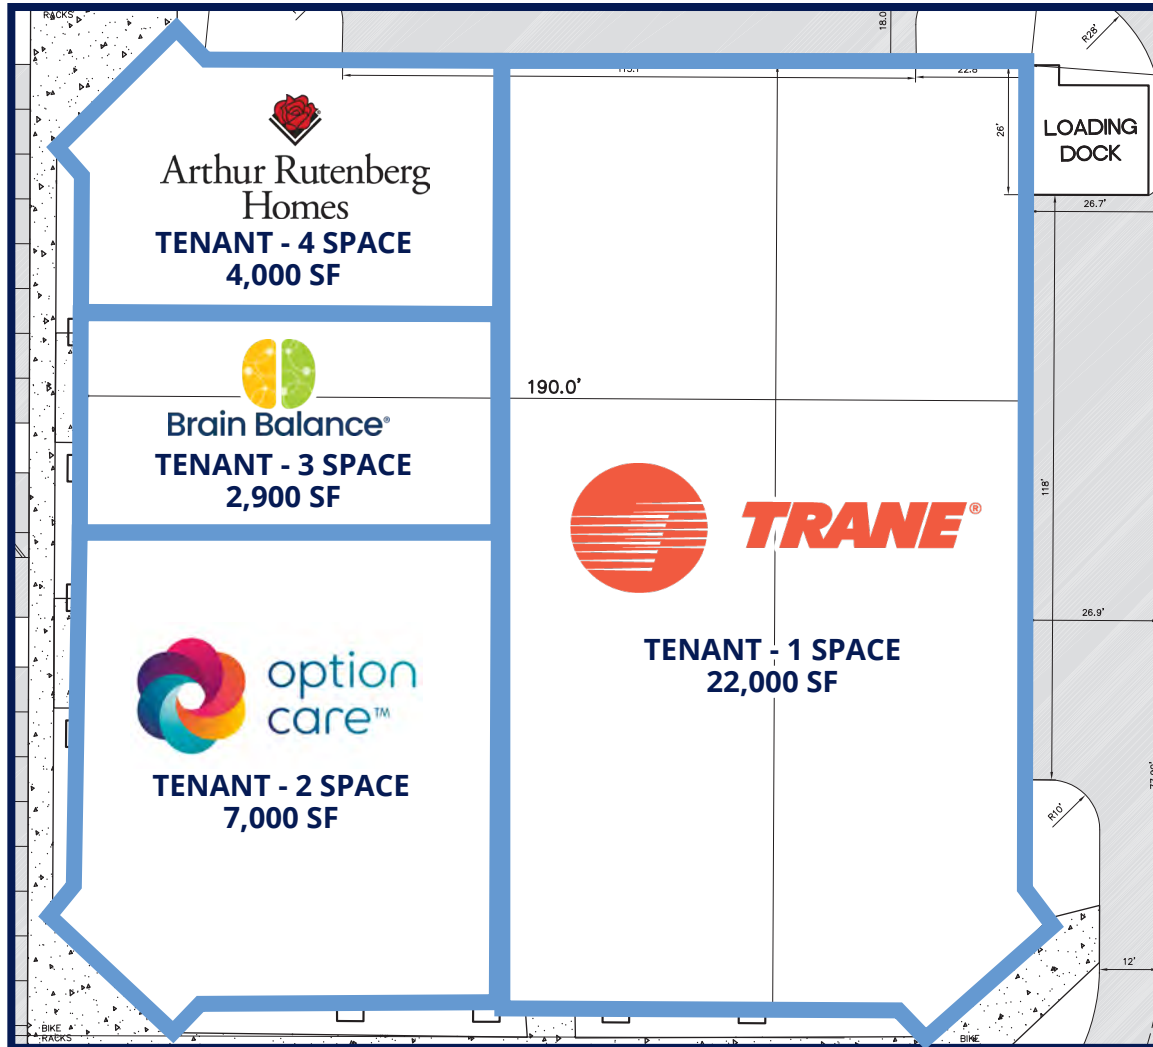 RACKS
18.0
R28'
22.8
26'
LOADING
DOCK
26.7'
Arthur Rutenberg
Homes
TENANT - 4 SPACE
4,000 SF
190.0'
Brain Balance®
TENANT - 3 SPACE
2,900 SF
118'
TRANE®
26.9'
option
care™
TENANT - 1 SPACE
22,000 SF
TENANT - 2 SPACE
7,000 SF
R10'
12'
BIKE
RACKS
BIKE